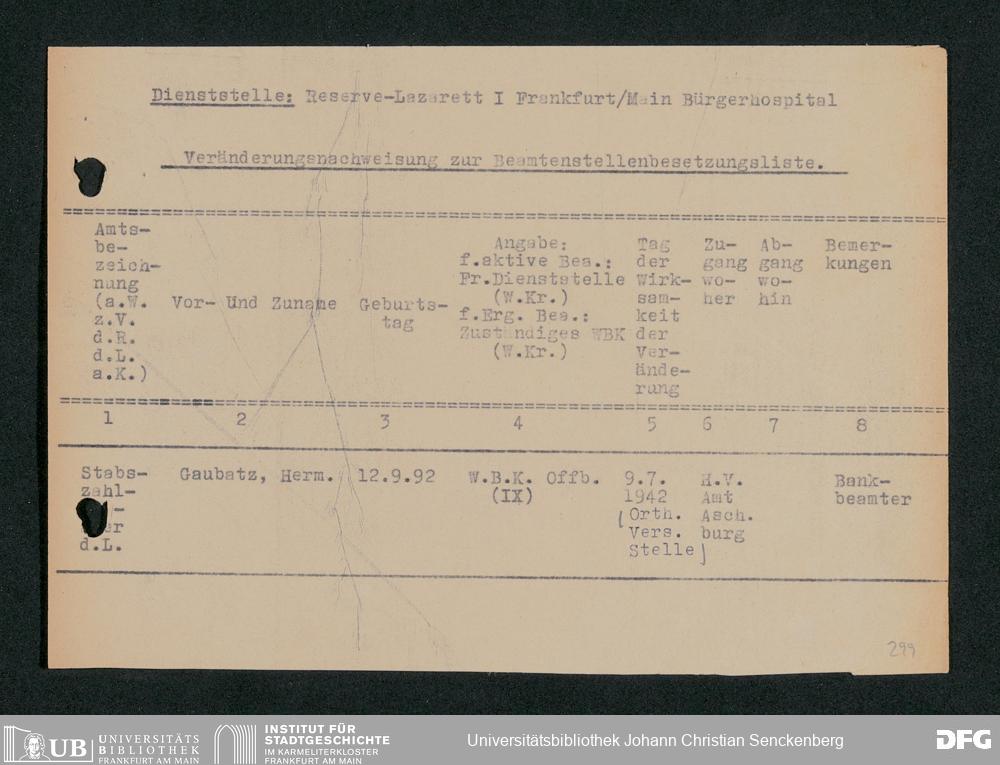 Dienststelle: Reserve-Lazarett I Frankfurt/Main Bürgerhospital
Veränderungsnachweisung zur Beamtenstellenbesetzungsliste.
Amts-
be-
zeich-
nung
(a.W.
z.V.
d.R.
d.L.
a.K.)
Vor- Und Zuname
Geburts-
tag
Angabe:
f.aktive Bea.:
Fr.Dienststelle
(W.Kr.)
f.Erg. Bea.:
Zuständiges WBK
(W.Kr.)
Tag
der
Wirk-
sam-
keit
der
Ver-
ände-
rung
Zu-
gang
wo-
her
Ab-
gang
wo-
hin
Bemer-
kungen
1 2 3 4 5 6 7 8
Stabs-
zahl-
d.L.
Gaubatz, Herm.
12.9.92
W.B.K. Offb.
(IX)
9.7.
1942
(Orth.
Vers.
Stelle)
H.V.
Amt
Asch.
burg
Bank-
beamter
299
UB UNIVERSITÄTS
BIBLIOTHEK
FRANKFURT AM MAIN
INSTITUT FÜR
STADTGESCHICHTE
IM KARMELITERKLOSTER
FRANKFURT AM MAIN
Universitätsbibliothek Johann Christian Senckenberg
DFG